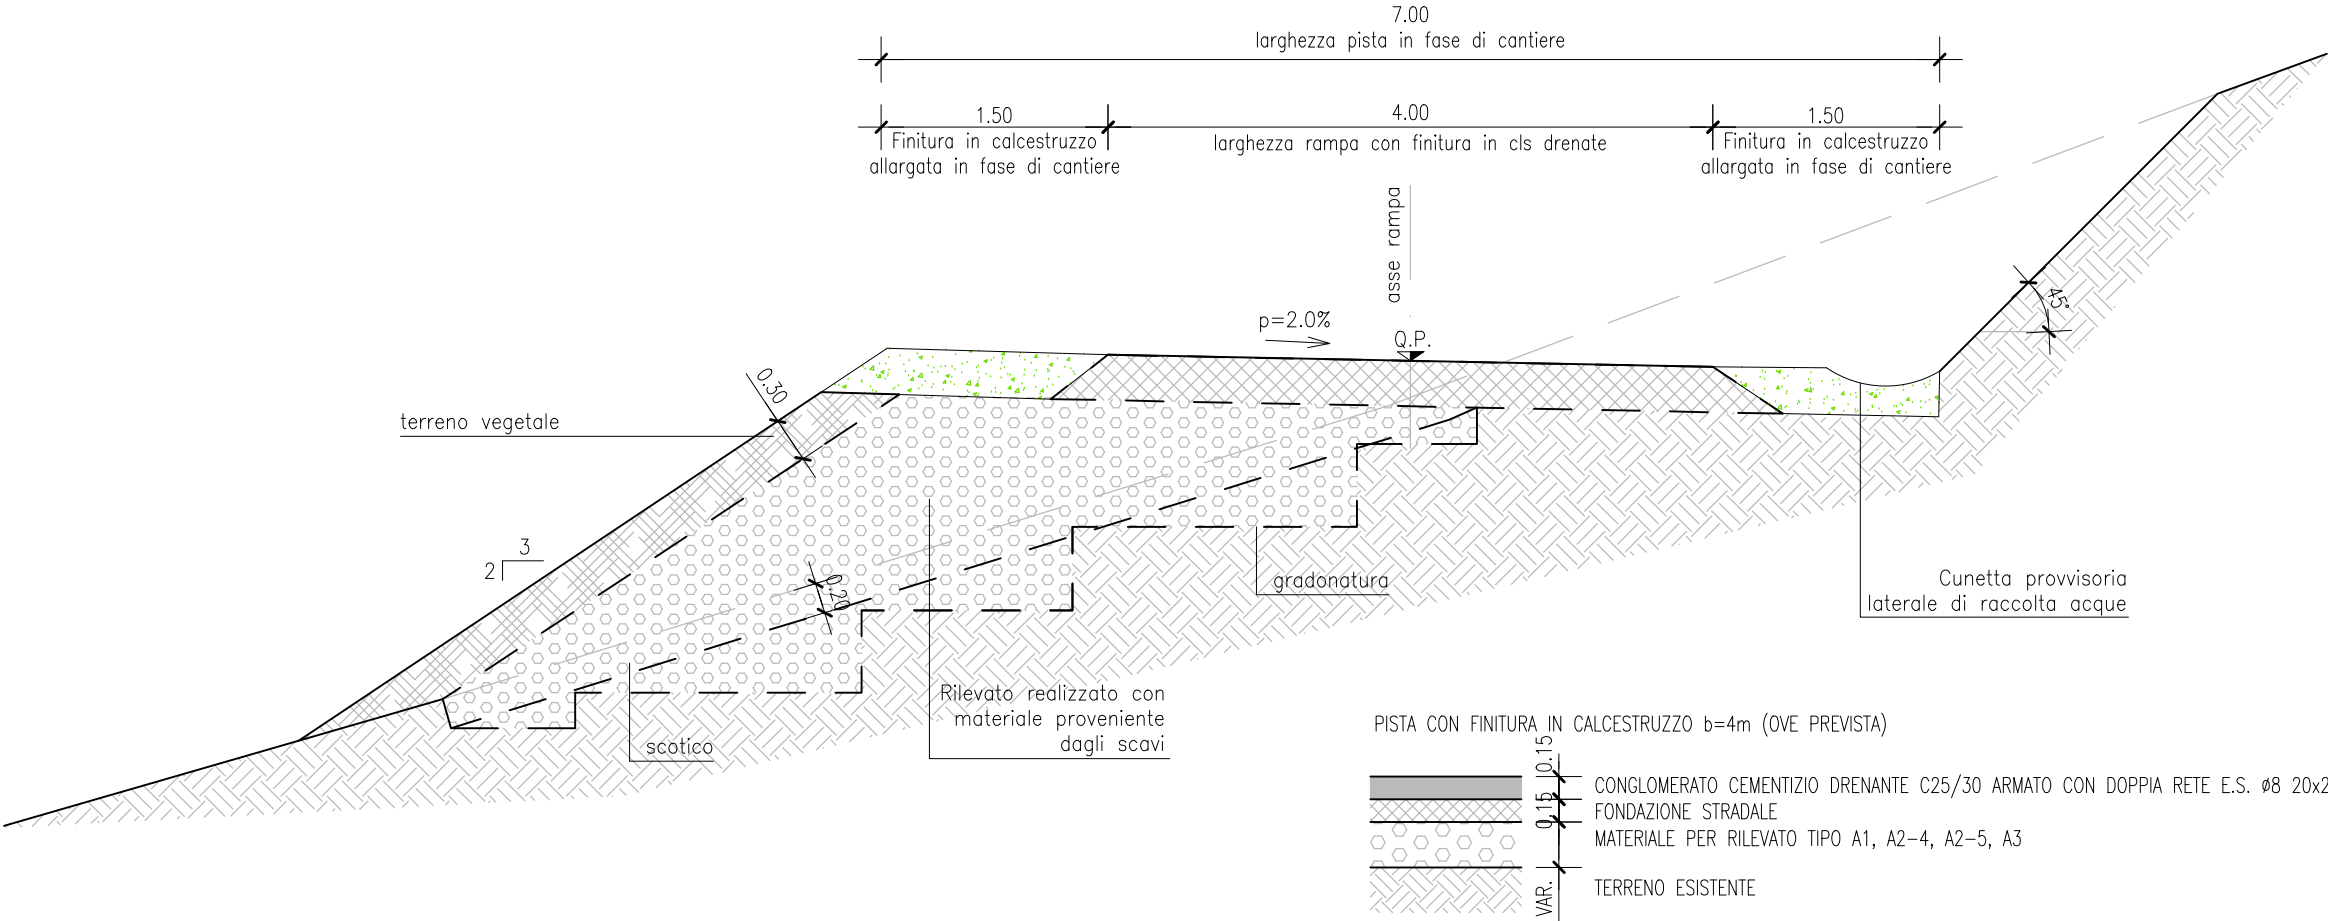 7.00
larghezza pista in fase di cantiere
1.50
4.00
1.50
Finitura in calcestruzzo
allargata in fase di cantiere
larghezza rampa con finitura in cls drenate
Finitura in calcestruzzo
allargata in fase di cantiere
asse rampa
p=2.0%
Q.P.
45°
0.30
terreno vegetale
3
2
0.20
gradonatura
Cunetta provvisoria
laterale di raccolta acque
Rilevato realizzato con
materiale proveniente
dagli scavi
scotico
PISTA CON FINITURA IN CALCESTRUZZO b=4m (OVE PREVISTA)
0.15
CONGLOMERATO CEMENTIZIO DRENANTE C25/30 ARMATO CON DOPPIA RETE E.S. ø8 20x2
0.15
FONDAZIONE STRADALE
MATERIALE PER RILEVATO TIPO A1, A2-4, A2-5, A3
VAR.
TERRENO ESISTENTE